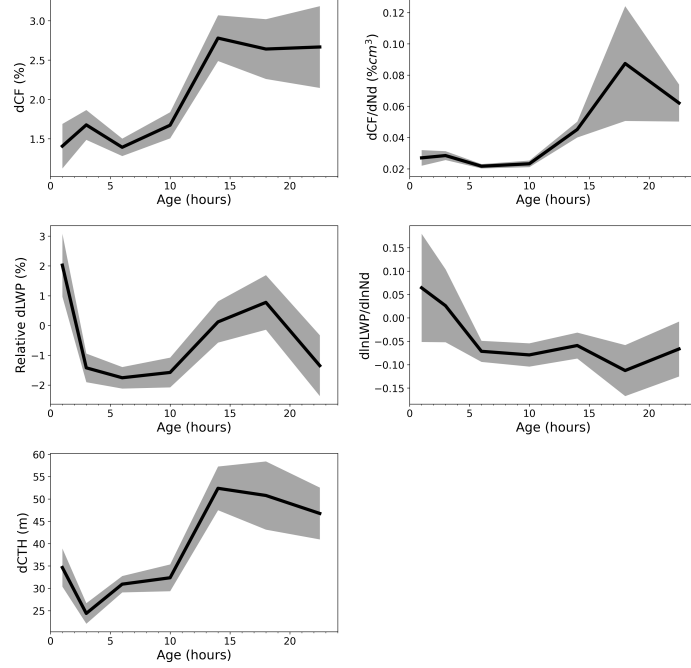 dCF (%)
3.0
2.5
2.0
1.5
0 5 10 15 20
Age (hours)
dCF/dNd (%cm³)
0.12
0.10
0.08
0.06
0.04
0.02
0 5 10 15 20
Age (hours)
Relative dLWP (%)
3
2
1
0
−1
−2
0 5 10 15 20
Age (hours)
dlnLWP/dlnNd
0.15
0.10
0.05
0.00
−0.05
−0.10
−0.15
0 5 10 15 20
Age (hours)
dCTH (m)
60
55
50
45
40
35
30
25
0 5 10 15 20
Age (hours)